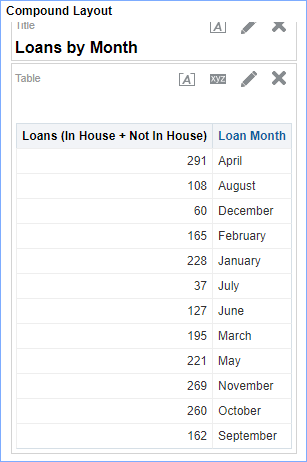 Compound Layout
Title
Loans by Month
Table
xyz
Loans (In House + Not In House) Loan Month
291 April
108 August
60 December
165 February
228 January
37 July
127 June
195 March
221 May
269 November
260 October
162 September